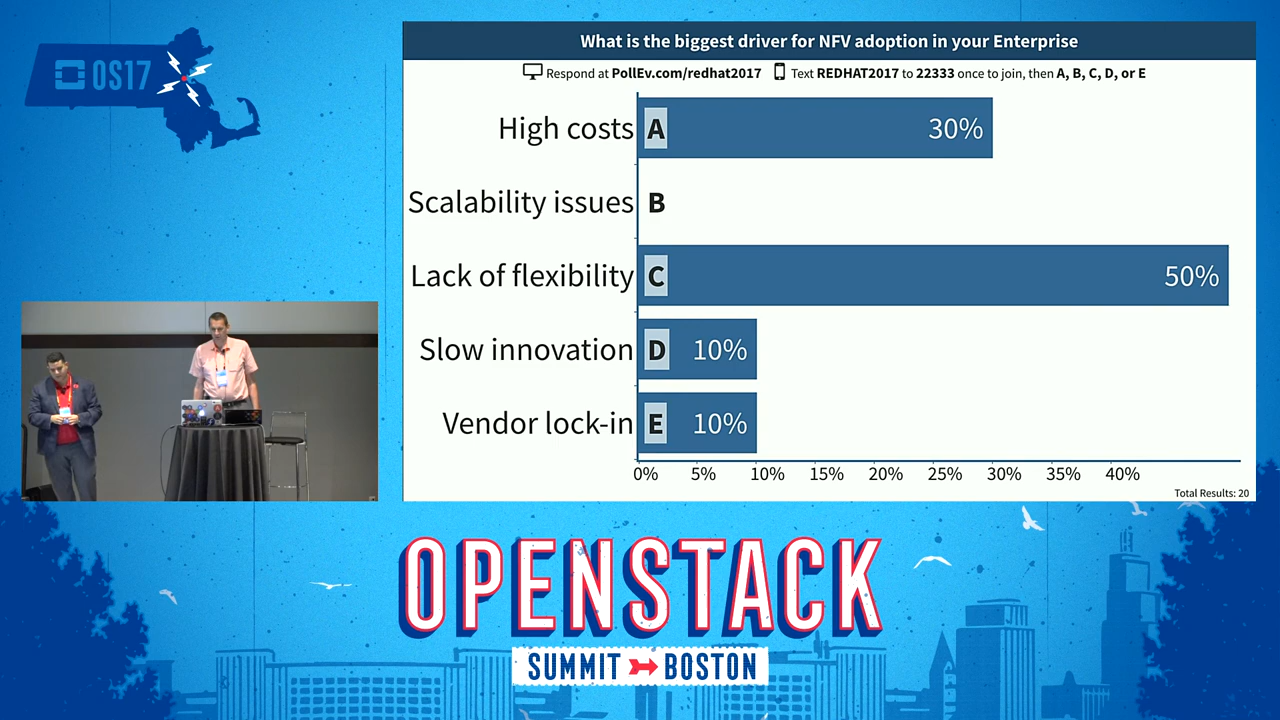 OS17
What is the biggest driver for NFV adoption in your Enterprise
Respond at PollEv.com/redhat2017 Text REDHAT2017 to 22333 once to join, then A, B, C, D, or E
High costs A 30%
Scalability issues B
Lack of flexibility C 50%
Slow innovation D 10%
Vendor lock-in E 10%
0% 5% 10% 15% 20% 25% 30% 35% 40%
Total Results: 20
OPENSTACK
SUMMIT BOSTON